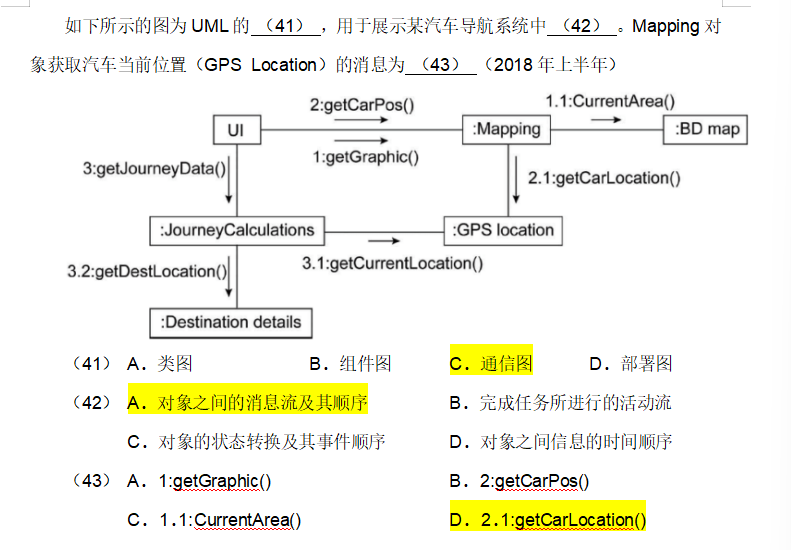 如下所示的图为 UML 的 （41） ，用于展示某汽车导航系统中 （42） 。Mapping 对
象获取汽车当前位置（GPS Location）的消息为 （43） （2018 年上半年）
2:getCarPos()
1.1:CurrentArea()
UI
:Mapping
:BD map
1:getGraphic()
3:getJourneyData()
2.1:getCarLocation()
:JourneyCalculations
:GPS location
3.2:getDestLocation()
3.1:getCurrentLocation()
:Destination details
（41） A．类图 B．组件图 C．通信图 D．部署图
（42） A．对象之间的消息流及其顺序 B．完成任务所进行的活动流
C．对象的状态转换及其事件顺序 D．对象之间信息的时间顺序
（43） A．1:getGraphic() B．2:getCarPos()
C．1.1:CurrentArea() D．2.1:getCarLocation()